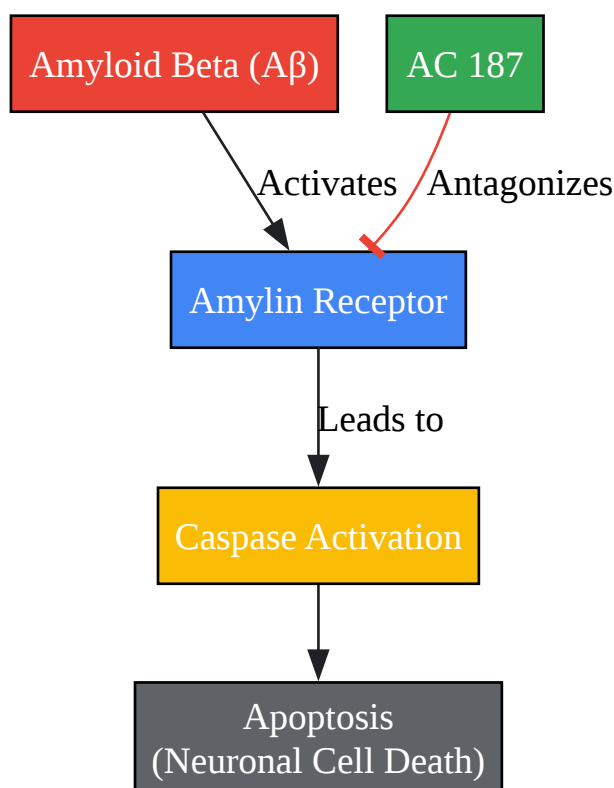 Amyloid Beta (Aβ)
AC 187
Activates
Antagonizes
Amylin Receptor
Leads to
Caspase Activation
Apoptosis
(Neuronal Cell Death)